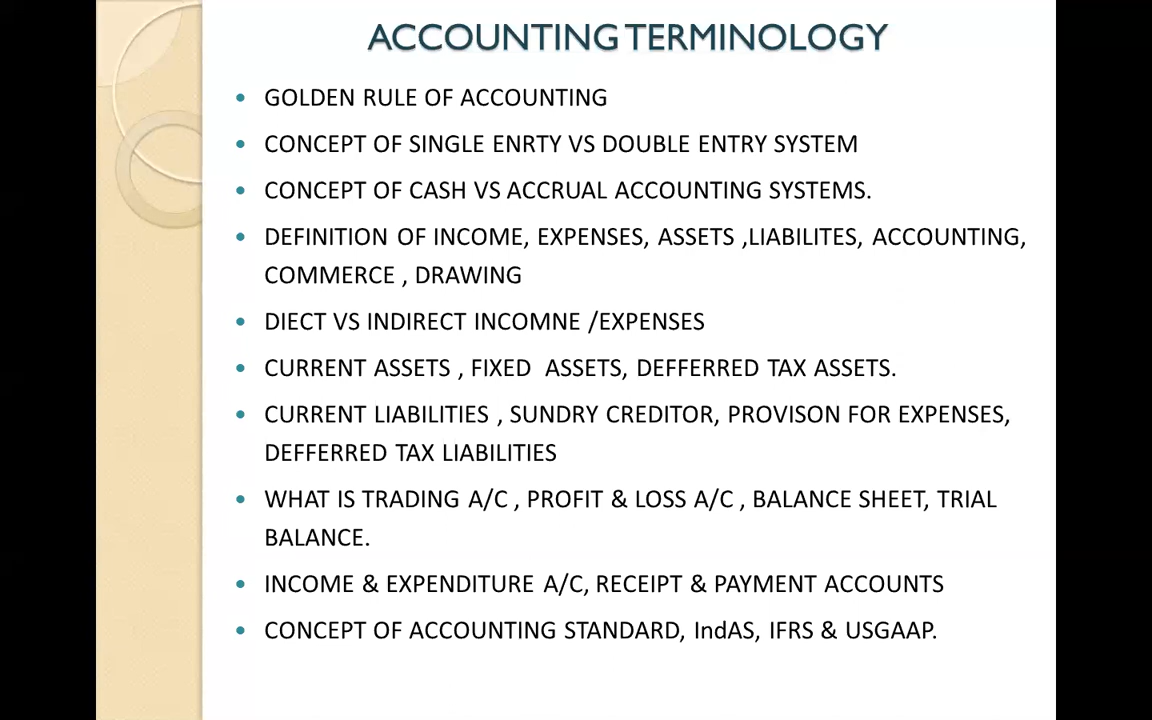 ACCOUNTING TERMINOLOGY
• GOLDEN RULE OF ACCOUNTING
• CONCEPT OF SINGLE ENRTY VS DOUBLE ENTRY SYSTEM
• CONCEPT OF CASH VS ACCRUAL ACCOUNTING SYSTEMS.
• DEFINITION OF INCOME, EXPENSES, ASSETS ,LIABILITES, ACCOUNTING,
COMMERCE , DRAWING
• DIECT VS INDIRECT INCOMNE /EXPENSES
• CURRENT ASSETS , FIXED ASSETS, DEFFERRED TAX ASSETS.
• CURRENT LIABILITIES , SUNDRY CREDITOR, PROVISON FOR EXPENSES,
DEFFERRED TAX LIABILITIES
• WHAT IS TRADING A/C , PROFIT & LOSS A/C , BALANCE SHEET, TRIAL
BALANCE.
• INCOME & EXPENDITURE A/C, RECEIPT & PAYMENT ACCOUNTS
• CONCEPT OF ACCOUNTING STANDARD, IndAS, IFRS & USGAAP.